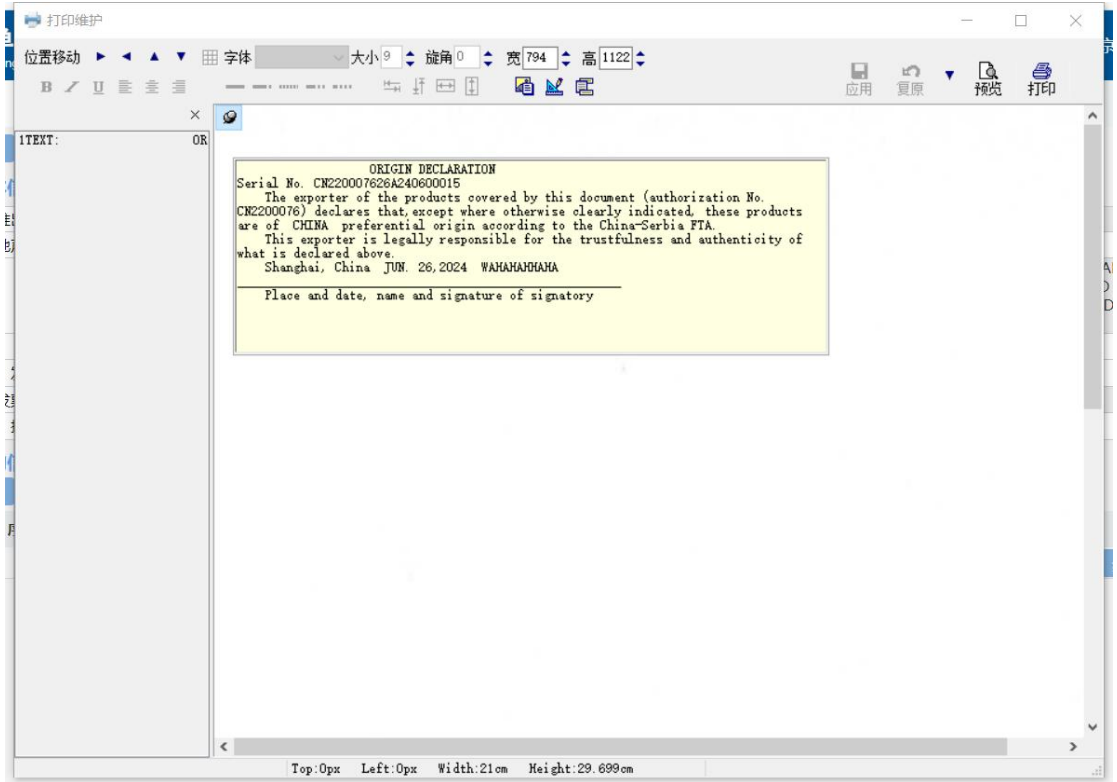 打印维护
位置移动 字体 大小 9 旋角 0 宽 794 高 1122
B I U
应用 复原 预览 打印
1TEXT: OR
ORIGIN DECLARATION
Serial No. CN220007626A240600015
The exporter of the products covered by this document (authorization No.
CN2200076) declares that, except where otherwise clearly indicated, these products
are of CHINA preferential origin according to the China-Serbia FTA.
This exporter is legally responsible for the trustfulness and authenticity of
what is declared above.
Shanghai, China JUN. 26,2024 WAHAHAHHAHA
Place and date, name and signature of signatory
Top:0px Left:0px Width:21cm Height:29.699cm